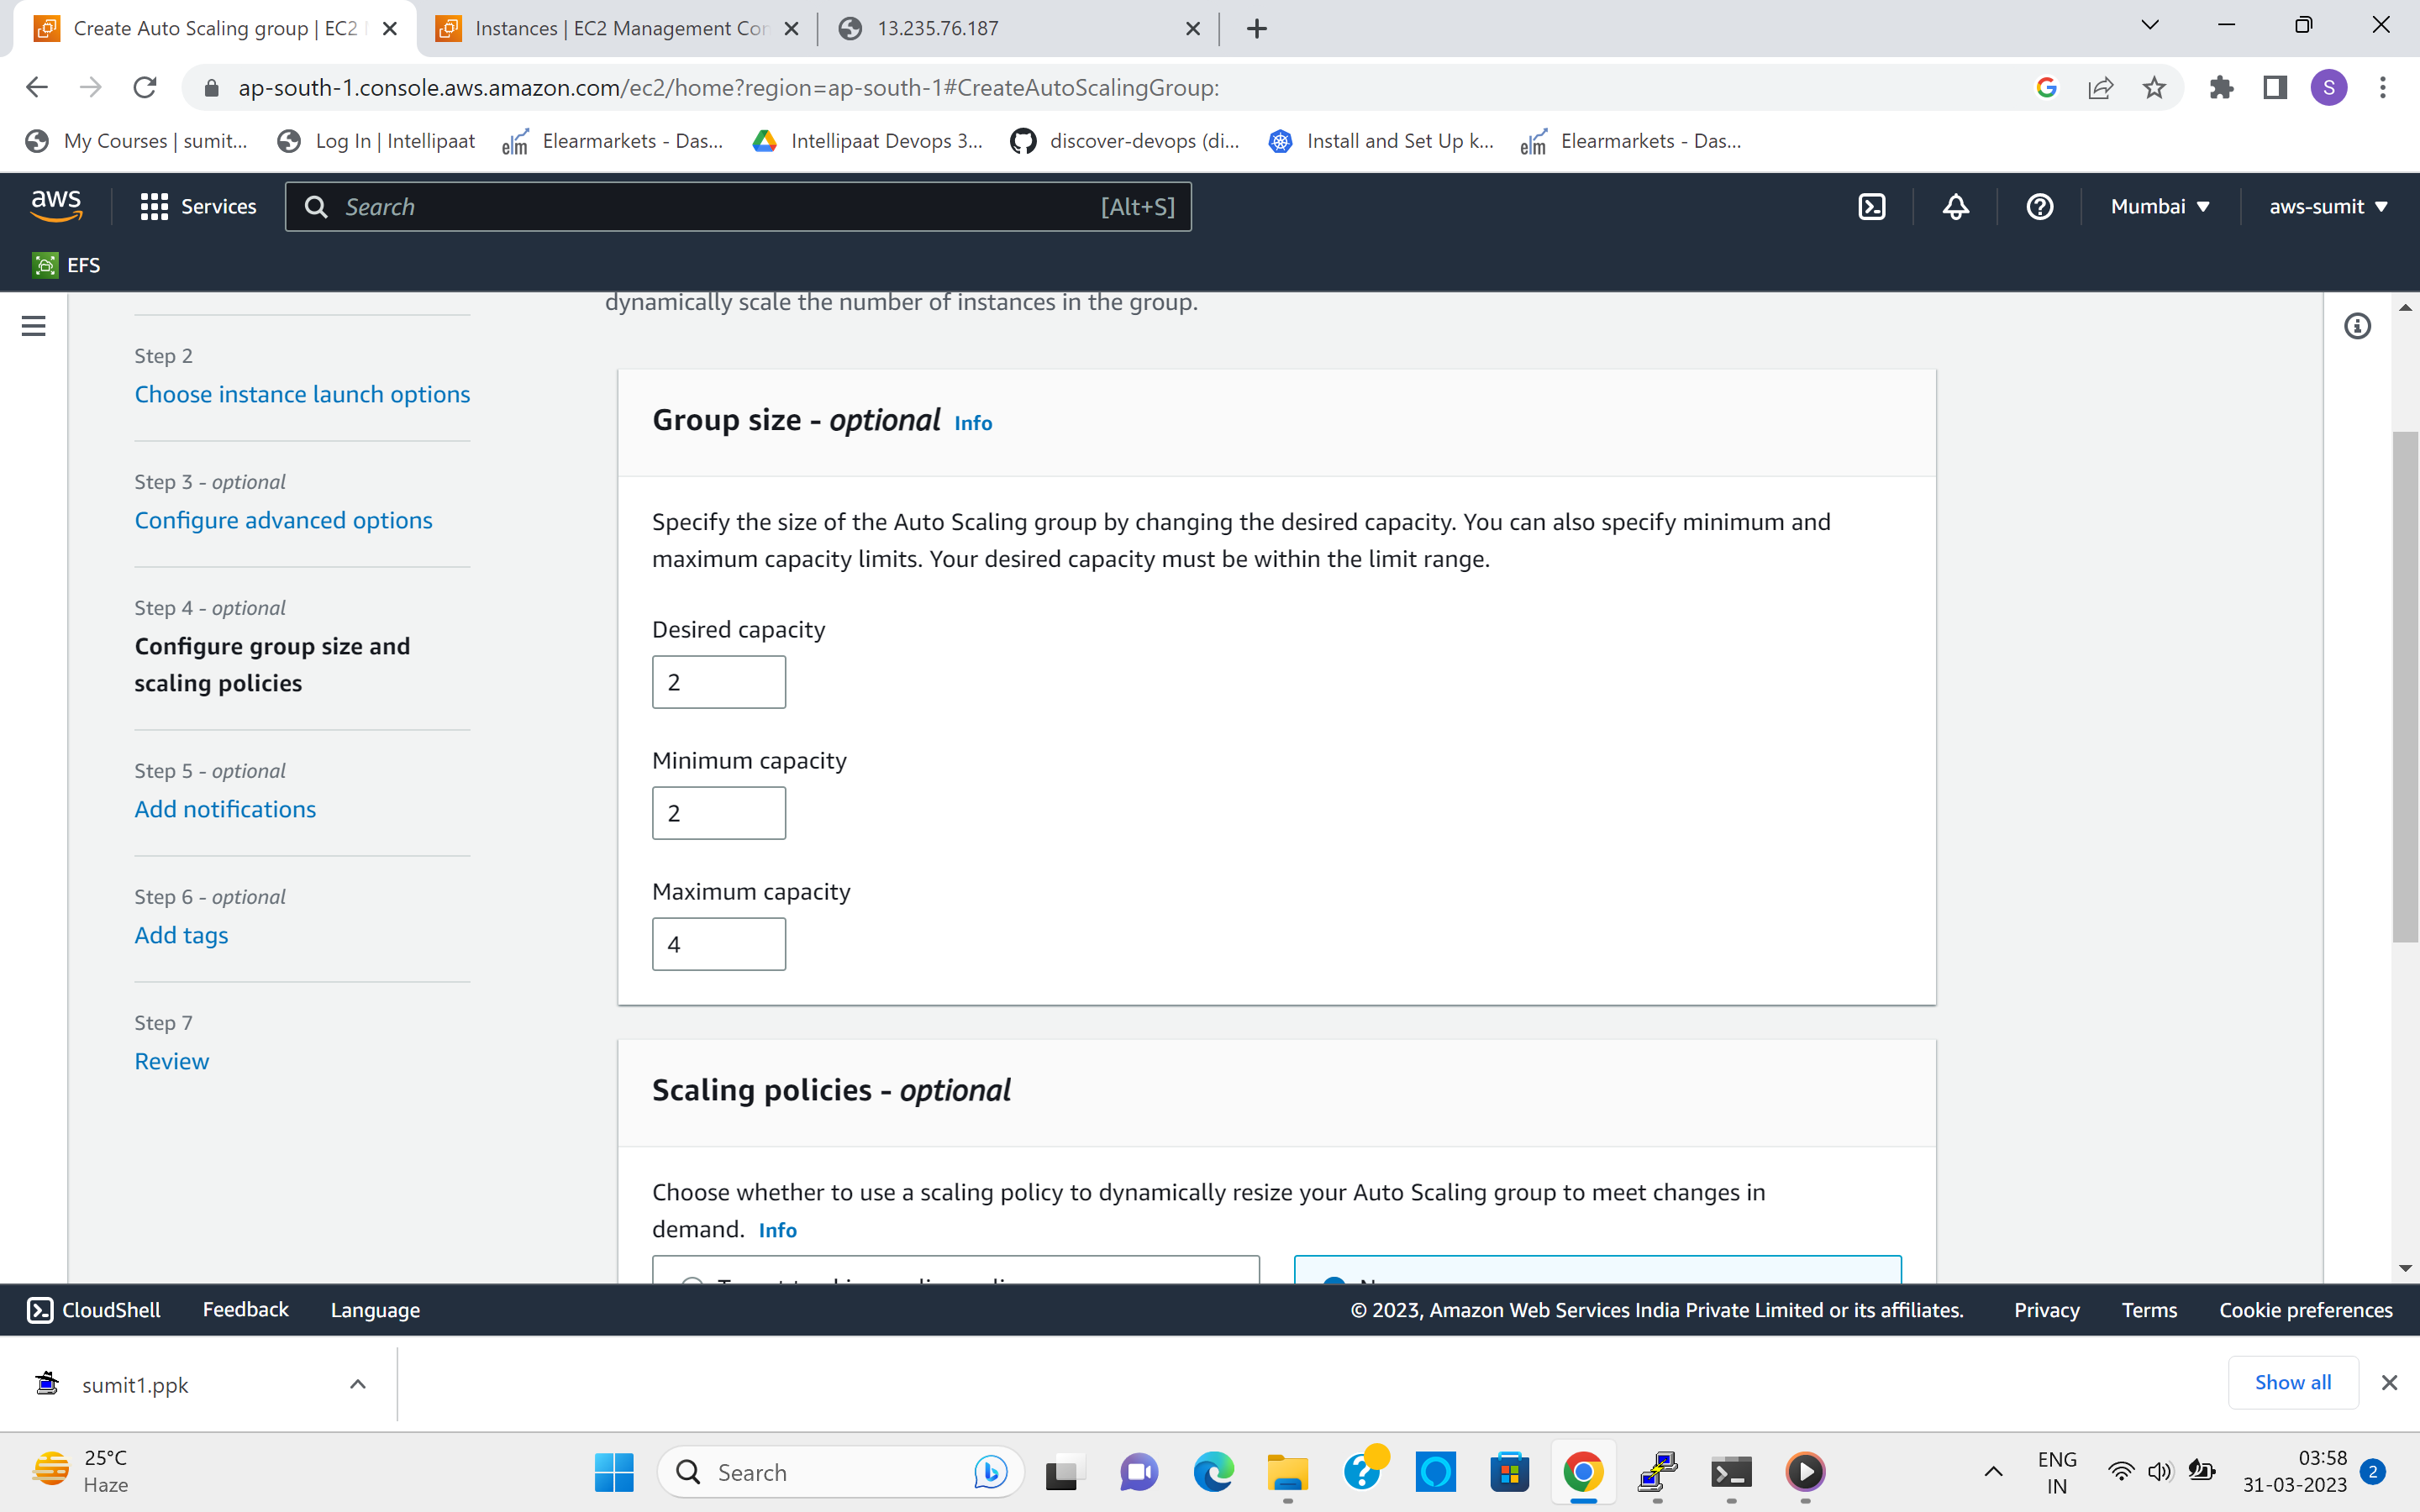 Create Auto Scaling group | EC2
Instances | EC2 Management Con
13.235.76.187
ap-south-1.console.aws.amazon.com/ec2/home?region=ap-south-1#CreateAutoScalingGroup:
S
My Courses | sumit...
Log In | Intellipaat
elm Elearmarkets - Das...
Intellipaat Devops 3...
discover-devops (di...
Install and Set Up k...
elm Elearmarkets - Das...
aws
Services
Search
[Alt+S]
Mumbai
aws-sumit
EFS
dynamically scale the number of instances in the group.
Step 2
Choose instance launch options
Step 3 - optional
Configure advanced options
Step 4 - optional
Configure group size and
scaling policies
Step 5 - optional
Add notifications
Step 6 - optional
Add tags
Step 7
Review
Group size - optional Info
Specify the size of the Auto Scaling group by changing the desired capacity. You can also specify minimum and
maximum capacity limits. Your desired capacity must be within the limit range.
Desired capacity
2
Minimum capacity
2
Maximum capacity
4
Scaling policies - optional
Choose whether to use a scaling policy to dynamically resize your Auto Scaling group to meet changes in
demand. Info
CloudShell
Feedback
Language
© 2023, Amazon Web Services India Private Limited or its affiliates.
Privacy
Terms
Cookie preferences
sumit1.ppk
Show all
25°C
Haze
Search
ENG
IN
03:58
31-03-2023
2